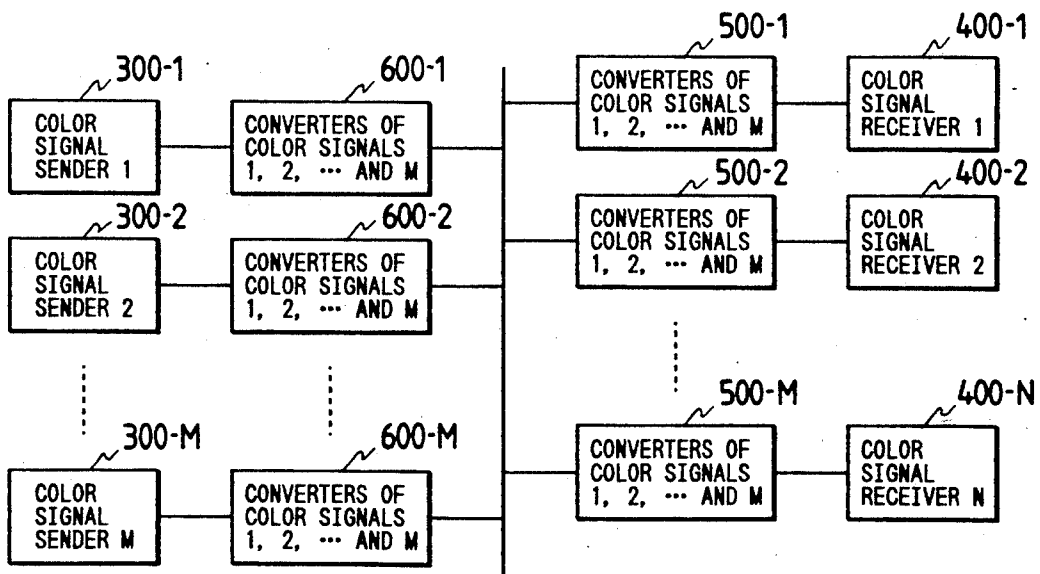 300-1
COLOR
SIGNAL
SENDER 1
600-1
CONVERTERS OF
COLOR SIGNALS
1, 2, ··· AND M
500-1
CONVERTERS OF
COLOR SIGNALS
1, 2, ··· AND M
400-1
COLOR
SIGNAL
RECEIVER 1
300-2
COLOR
SIGNAL
SENDER 2
600-2
CONVERTERS OF
COLOR SIGNALS
1, 2, ··· AND M
500-2
CONVERTERS OF
COLOR SIGNALS
1, 2, ··· AND M
400-2
COLOR
SIGNAL
RECEIVER 2
300-M
COLOR
SIGNAL
SENDER M
600-M
CONVERTERS OF
COLOR SIGNALS
1, 2, ··· AND M
500-M
CONVERTERS OF
COLOR SIGNALS
1, 2, ··· AND M
400-N
COLOR
SIGNAL
RECEIVER N